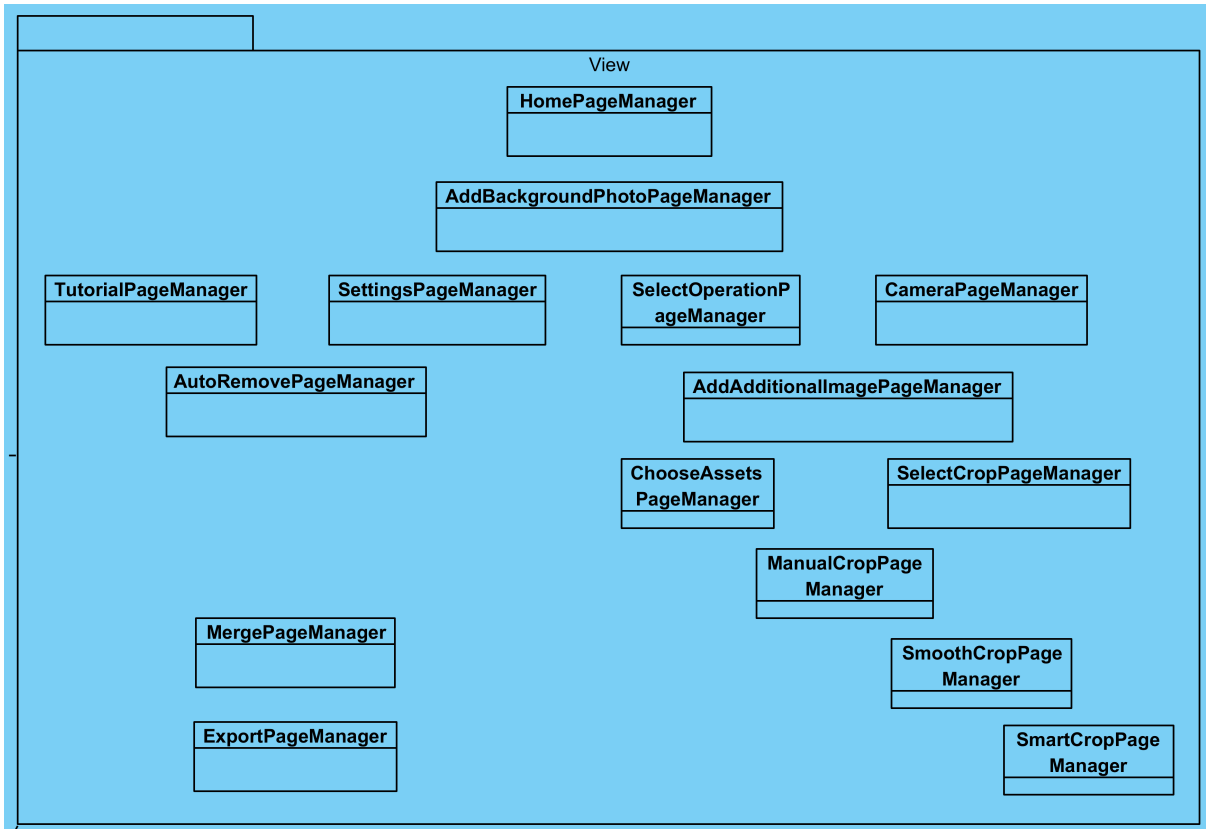 View
HomePageManager
AddBackgroundPhotoPageManager
TutorialPageManager
SettingsPageManager
SelectOperationP
ageManager
CameraPageManager
AutoRemovePageManager
AddAdditionalImagePageManager
ChooseAssets
PageManager
SelectCropPageManager
ManualCropPage
Manager
MergePageManager
SmoothCropPage
Manager
ExportPageManager
SmartCropPage
Manager